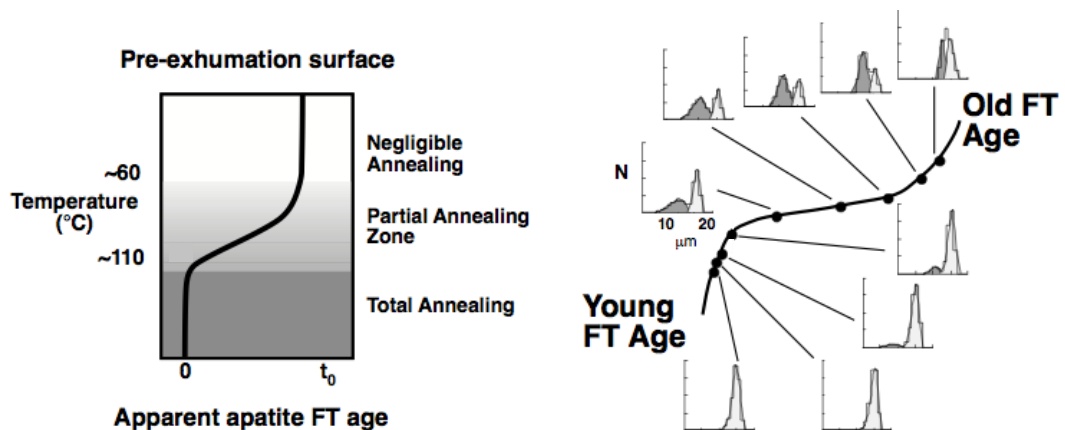 Pre-exhumation surface
Negligible
Annealing
~60
Temperature
(°C)
Partial Annealing
Zone
~110
Total Annealing
0
t₀
Apparent apatite FT age
Old FT
Age
N
10 20
μm
Young
FT Age